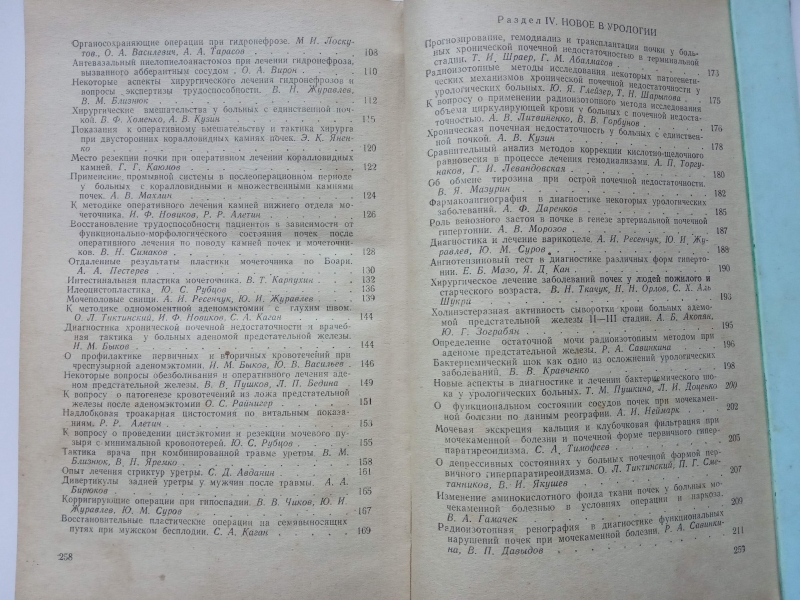 Органосохраняющие операции при гидронефрозе. М. И. Лоску-
тов, О. А. Василевич, А. А. Тарасов . . . . 108
Антевазальный пиелопиелоанастомоз при лечении гидронефроза,
вызванного абберантным сосудом . О. А. Вирон . 110
Некоторые аспекты хирургического лечения гидронефрозов и
вопросы экспертизы трудоспособности. В. Н. Журавлев,
В. М. Близнюк . . . . 112
Хирургические вмешательства у больных с единственной поч-
кой. В. Ф. Хоменко, А. В. Кузин . . . . 115
Показания к оперативному вмешательству и тактика хирурга
при двусторонних коралловидных камнях почек. Э. К. Янен-
ко . . . . 120
Место резекции почки при оперативном лечении коралловидных
камней. Г. Г. Каюмов . . . . 122
Применение промывной системы в послеоперационном периоде
у больных с коралловидными и множественными камнями
почек. А. В. Махлин . . . . 124
К методике оперативного лечения камней нижнего отдела мо-
четочника. И. Ф. Новиков, Р. Р. Алетин . . . 126
Восстановление трудоспособности пациентов в зависимости от
функционально-морфологического состояния почек после
оперативного лечения по поводу камней почек и мочеточни-
ков. В. Н. Симаков . . . . 128
Отдаленные результаты пластики мочеточника по Боари.
А. А. Пестерев . . . . 130
Интестинальная пластика мочеточников. В. Т. Карпухин . 132
Илеоцистопластика, Ю. С. Рубцов . . . . 136
Мочеполовые свищи. А. И. Ресенчук, Ю. И. Журавлев . 139
К методике одномоментной аденомэктомии с глухим швом.
О. Л. Тиктинский, И. Ф. Новиков, С. А. Каган . . 144
Диагностика хронической почечной недостаточности и врачеб-
ная тактика у больных аденомой предстательной железы.
И. М. Быков . . . . 144
О профилактике первичных и вторичных кровотечений при
чреспузырной аденомэктомии. И. М. Быков, Ю. В. Васильев . 146
Некоторые вопросы обезболивания и оперативного лечения аде-
ном предстательной железы. В. В. Пушков, Л. П. Бедина . 149
К вопросу о патогенезе кровотечений из ложа предстательной
железы после аденомэктомии О. С. Райнигер . . 151
Надлобковая троакарная цистостомия по витальным показа-
ниям. Р. Р. Алетин . . . . 153
К вопросу о проведении цистэктомии и резекции мочевого пу-
зыря с минимальной кровопотерей. Ю. С. Рубцов . . 155
Тактика врача при комбинированной травме уретры. В. М.
Близнюк, В. Н. Яремко . . . . 158
Опыт лечения стриктур уретры. С. Д. Авдонин . . 161
Дивертикулы задней уретры у мужчин после травмы. А. А.
Бирюков . . . . 165
Корригирующие операции при гипоспадии. В. В. Чиков, Ю. И.
Журавлев, Ю. М. Суров . . . . 167
Восстановительные пластические операции на семявыносящих
путях при мужском бесплодии. С. А. Каган . . 169
258
Раздел IV. НОВОЕ В УРОЛОГИИ
Прогнозирование, гемодиализ и трансплантация почки у боль-
ных хронической почечной недостаточностью в терминальной
стадии. Т. И. Шраер, Г. М. Абалмасов . . 173
Радиоизотопные методы исследования некоторых патогенети-
ческих механизмов хронической почечной недостаточности у
урологических больных. Ю. Я. Глейзер, Т. Н. Шарыпова . 175
К вопросу о применении радиоизотопного метода исследования
объема циркулирующей крови у больных с почечной недоста-
точностью. А. В. Литвиненко, В. В. Горбунов . . 176
Хроническая почечная недостаточность у больных с единствен-
ной почкой. А. В. Кузин . . . . 178
Сравнительный анализ методов коррекции кислотно-щелочного
равновесия в процессе лечения гемодиализами. А. П. Торгу-
наков, Г. И. Левандовская . . . . 180
Об обмене тирозина при острой почечной недостаточности.
В. Я. Мазурин . . . . 182
Фармакоангиография в диагностике некоторых урологических
заболеваний. А. Ф. Даренков . . . . 185
Роль венозного застоя в почке в генезе артериальной почечной
гипертонии. А. В. Морозов . . . . 187
Диагностика и лечение варикоцеле. А. И. Ресенчук, Ю. И. Жу-
равлев, Ю. М. Суров . . . . 188
Ангиотензиновый тест в диагностике различных форм гипер-
тонии. Е. Б. Мазо, Я. Д. Кан . . . . 190
Хирургическое лечение заболеваний почек у людей пожилого и
старческого возраста. В. Н. Ткачук, Н. Н. Орлов, С. Х. Аль
Шукри . . . . 193
Холинэстеразная активность сыворотки крови больных адено-
мой предстательной железы II—III стадии. А. Б. Акопян,
Ю. Г. Зограбян . . . . 195
Определение остаточной мочи радиоизотопным методом при
аденоме предстательной железы. Р. А. Саввинкина . 196
Бактериемический шок как одно из осложнений урологических
заболеваний. В. В. Кравченко . . . . 198
Новые аспекты в диагностике и лечении бактериемического шо-
ка у урологических больных. Т. М. Пушкина, Л. И. Доценко . 200
О функциональном состоянии сосудов почек при мочекамен-
ной болезни по данным реографии. А. Н. Неймарк . . 202
Мочевая экскреция кальция и клубочковая фильтрация при
мочекаменной болезни и почечной форме первичного гипер-
паратиреоидизма. С. А. Тимофеев . . . . 205
О депрессивных состояниях у больных почечной формой пер-
вичного гиперпаратиреоидизма. О. Л. Тиктинский, П. Г. Сме-
танников, В. И. Якушев . . . . 207
Изменение аминокислотного фонда ткани почек у больных мо-
чекаменной болезнью в условиях операции и наркоза.
В. А. Гамачек . . . . 209
Радиоизотопная ренография в диагностике функциональных
нарушений почек при мочекаменной болезни. Р. А. Саввинки-
на, В. П. Давыдов . . . . 211
259